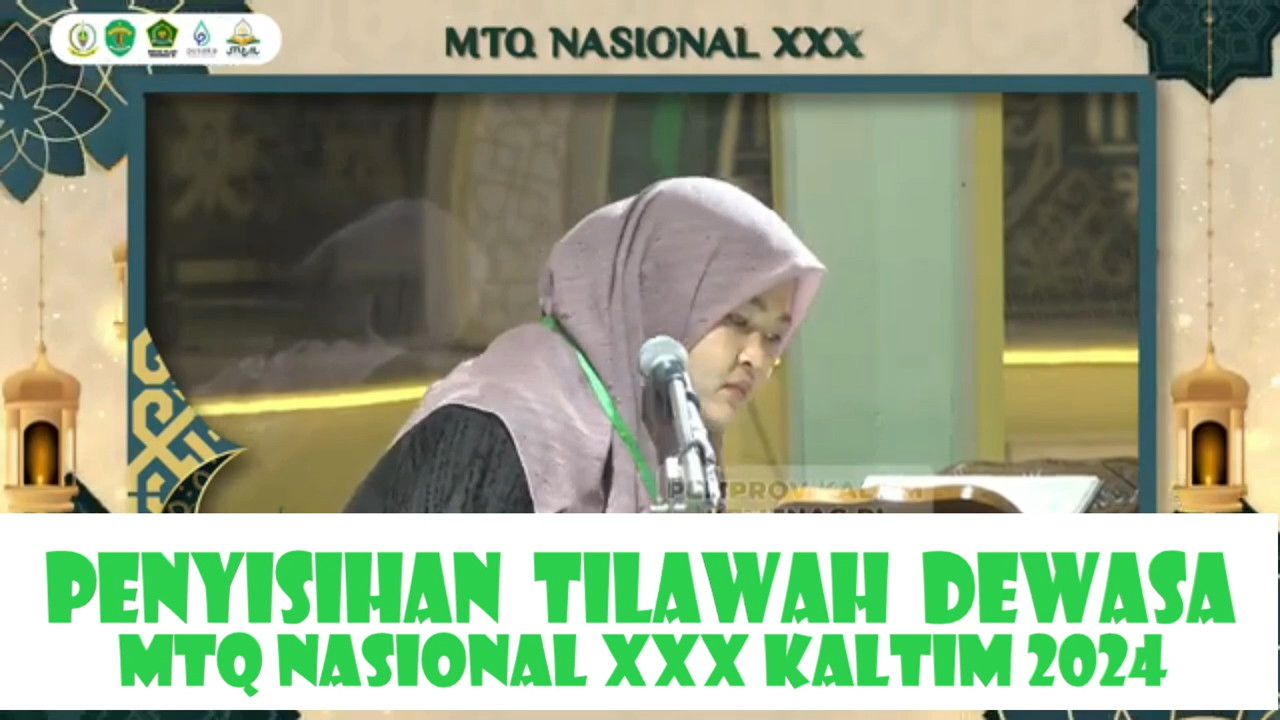 MTQ NASIONAL XXX
PENYISIHAN TILAWAH DEWASA
MTQ NASIONAL XXX KALTIM 2024